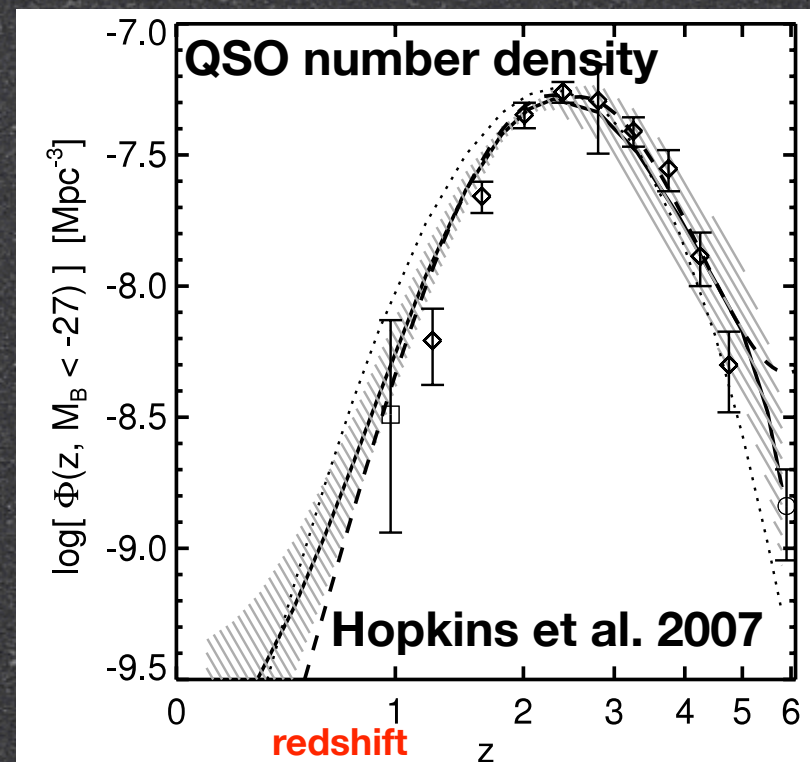 QSO number density
log[ Φ(z, M_B < -27) ] [Mpc^-3]
-7.0
-7.5
-8.0
-8.5
-9.0
-9.5
Hopkins et al. 2007
0 1 2 3 4 5 6
redshift
z